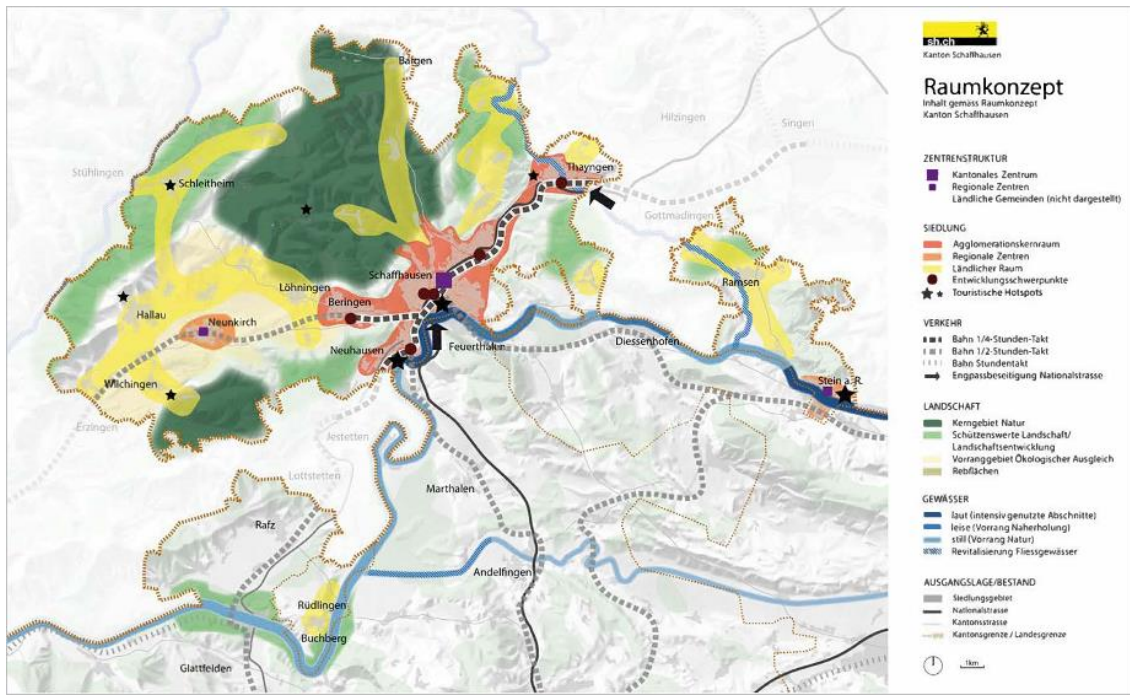 Bargen
Hilzingen
Singen
Thayngen
Stühlingen
Schleitheim
Gottmadingen
Schaffhausen
Löhningen
Ramsen
Beringen
Hallau
Neunkirch
Neuhausen
Feuerthalen
Diessenhofen
Wilchingen
Stein a. R.
Erzingen
Jestetten
Lottstetten
Marthalen
Rafz
Andelfingen
Rüdlingen
Buchberg
Glattfelden
sh.ch
Kanton Schaffhausen
Raumkonzept
Inhalt gemäss Raumkonzept
Kanton Schaffhausen
ZENTRENSTRUKTUR
Kantonales Zentrum
Regionale Zentren
Ländliche Gemeinden (nicht dargestellt)
SIEDLUNG
Agglomerationskernraum
Regionale Zentren
Ländlicher Raum
Entwicklungsschwerpunkte
Touristische Hotspots
VERKEHR
Bahn 1/4-Stunden-Takt
Bahn 1/2-Stunden-Takt
Bahn Stundentakt
Engpassbeseitigung Nationalstrasse
LANDSCHAFT
Kerngebiet Natur
Schützenswerte Landschaft/
Landschaftsentwicklung
Vorranggebiet Ökologischer Ausgleich
Rebflächen
GEWÄSSER
laut (intensiv genutzte Abschnitte)
leise (Vorrang Naherholung)
still (Vorrang Natur)
Revitalisierung Fliessgewässer
AUSGANGSLAGE/BESTAND
Siedlungsgebiet
Nationalstrasse
Kantonsstrasse
Kantonsgrenze / Landesgrenze
1km